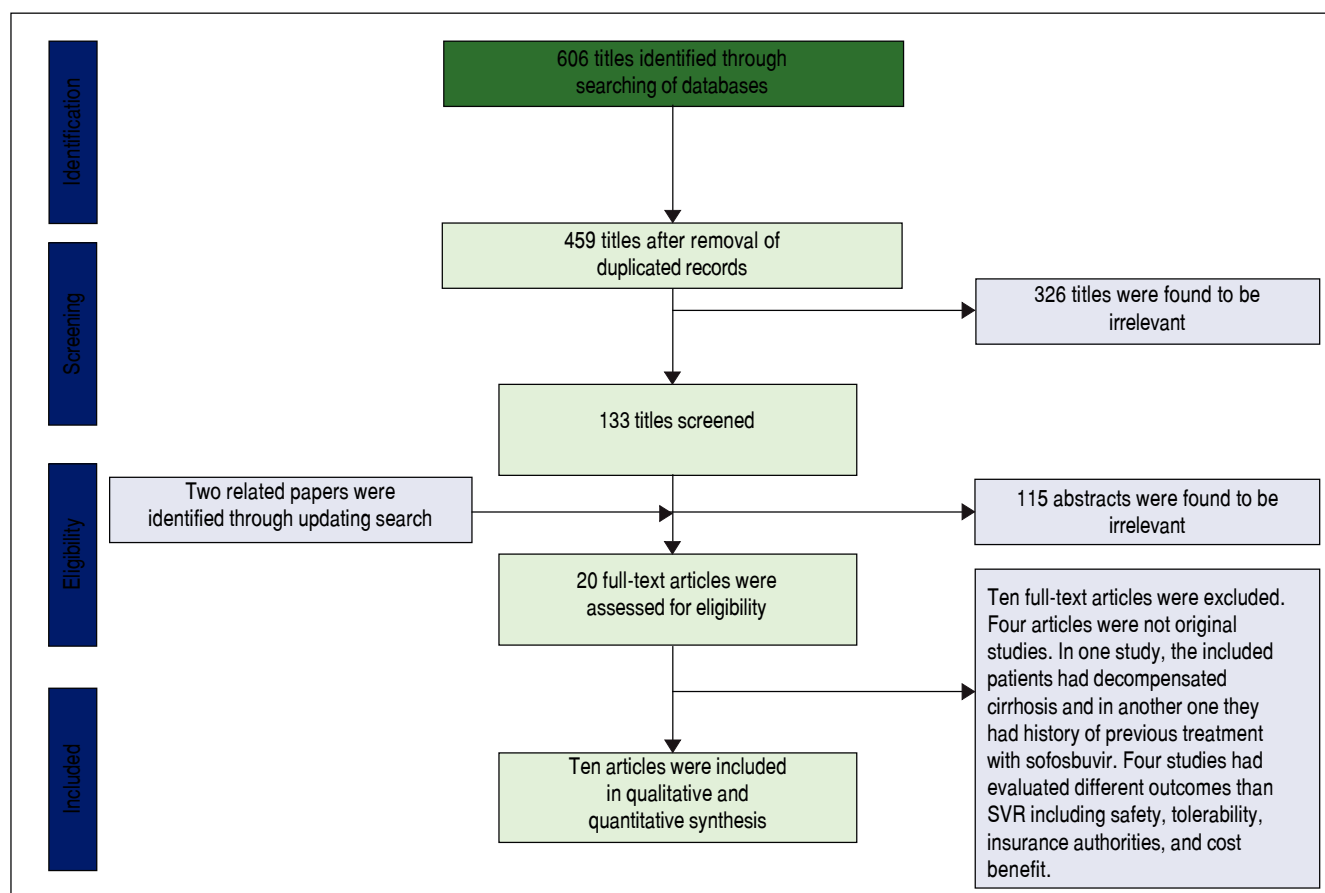 Identification
606 titles identified through
searching of databases
459 titles after removal of
duplicated records
Screening
326 titles were found to be
irrelevant
133 titles screened
Two related papers were
identified through updating search
115 abstracts were found to be
irrelevant
Eligibility
20 full-text articles were
assessed for eligibility
Ten full-text articles were excluded.
Four articles were not original
studies. In one study, the included
patients had decompensated
cirrhosis and in another one they
had history of previous treatment
with sofosbuvir. Four studies had
evaluated different outcomes than
SVR including safety, tolerability,
insurance authorities, and cost
benefit.
Included
Ten articles were included
in qualitative and
quantitative synthesis